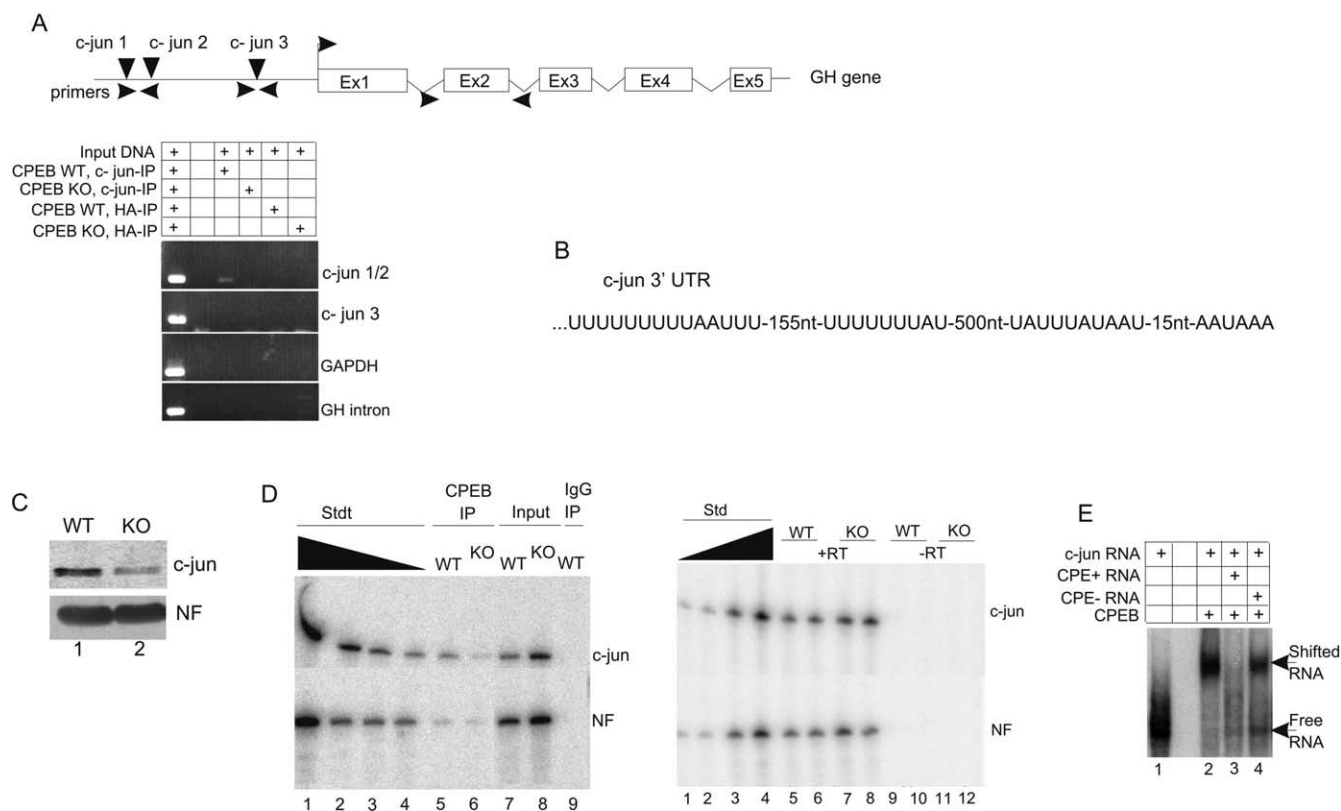 A
c-jun 1 c- jun 2 c- jun 3
primers Ex1 Ex2 Ex3 Ex4 Ex5 GH gene
Input DNA + + + + +
CPEB WT, c- jun-IP + +
CPEB KO, c-jun-IP + +
CPEB WT, HA-IP + +
CPEB KO, HA-IP + +
c-jun 1/2
c- jun 3
GAPDH
GH intron
B
c-jun 3' UTR
...UUUUUUUUUAAUUU-155nt-UUUUUUUAU-500nt-UAUUUAUAAU-15nt-AAUAAA
C
WT KO
c-jun
NF
1 2
D
Stdt CPEB IP Input IgG IP
WT KO WT KO WT
c-jun
NF
1 2 3 4 5 6 7 8 9
Std WT KO WT KO
+RT -RT
c-jun
NF
1 2 3 4 5 6 7 8 9 10 11 12
E
c-jun RNA + + + +
CPE+ RNA +
CPE- RNA +
CPEB + + +
Shifted
RNA
Free
RNA
1 2 3 4